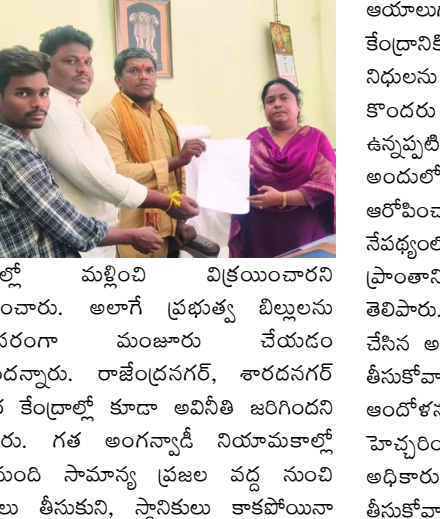 ల్లో మళ్లించి విక్రయించారని
ంచారు. అలాగే ప్రభుత్వ బిల్లులను
సరంగా మంజూరు చేయడం
ందన్నారు. రాజేంద్రనగర్, శారదనగర్
ర కేంద్రాల్లో కూడా అవినీతి జరిగిందని
రు. గత అంగన్వాడీ నియామకాల్లో
మంది సామాన్య ప్రజల వద్ద నుంచి
లు తీసుకుని, స్థానికులు కాకపోయినా
ఆయాలుగ
కేంద్రానికి
నిధులను
కొందరు
ఉన్నప్పటి
అందులో
ఆరోపించా
నేపథ్యంలో
ప్రాంతాని
తెలిపారు.
చేసిన అ
తీసుకోవా
ఆందోళన
హెచ్చరిం
అధికారు
తీసుకోవా